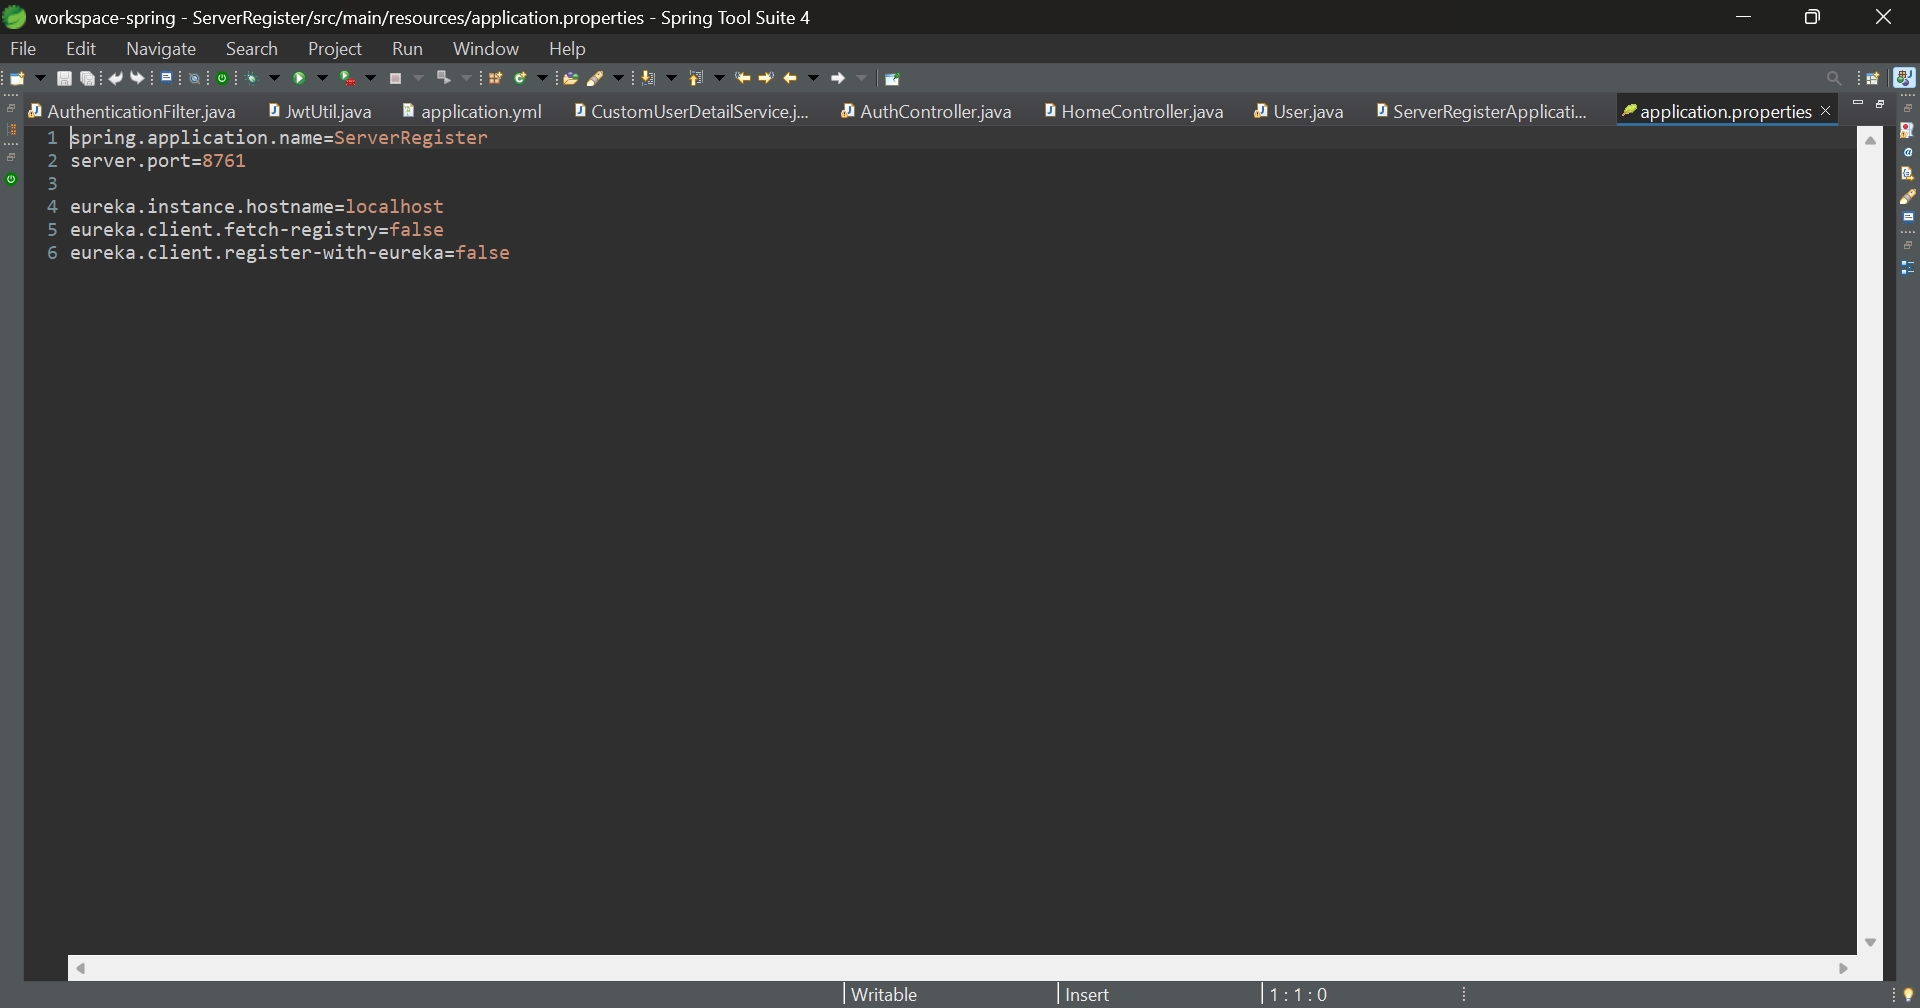 workspace-spring - ServerRegister/src/main/resources/application.properties - Spring Tool Suite 4
File Edit Navigate Search Project Run Window Help
AuthenticationFilter.java JwtUtil.java application.yml CustomUserDetailService.j... AuthController.java HomeController.java User.java ServerRegisterApplicati... application.properties
1 spring.application.name=ServerRegister
2 server.port=8761
3
4 eureka.instance.hostname=localhost
5 eureka.client.fetch-registry=false
6 eureka.client.register-with-eureka=false
Writable Insert 1 : 1 : 0